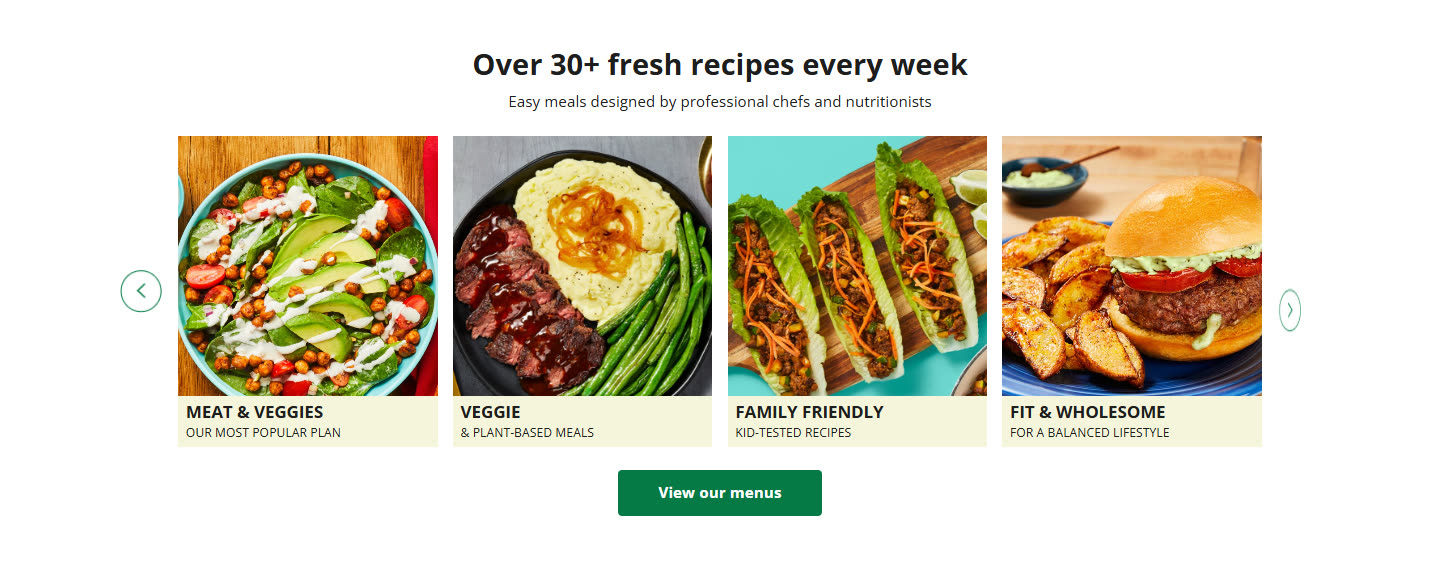 Over 30+ fresh recipes every week
Easy meals designed by professional chefs and nutritionists
MEAT & VEGGIES
OUR MOST POPULAR PLAN
VEGGIE
& PLANT-BASED MEALS
FAMILY FRIENDLY
KID-TESTED RECIPES
FIT & WHOLESOME
FOR A BALANCED LIFESTYLE
View our menus